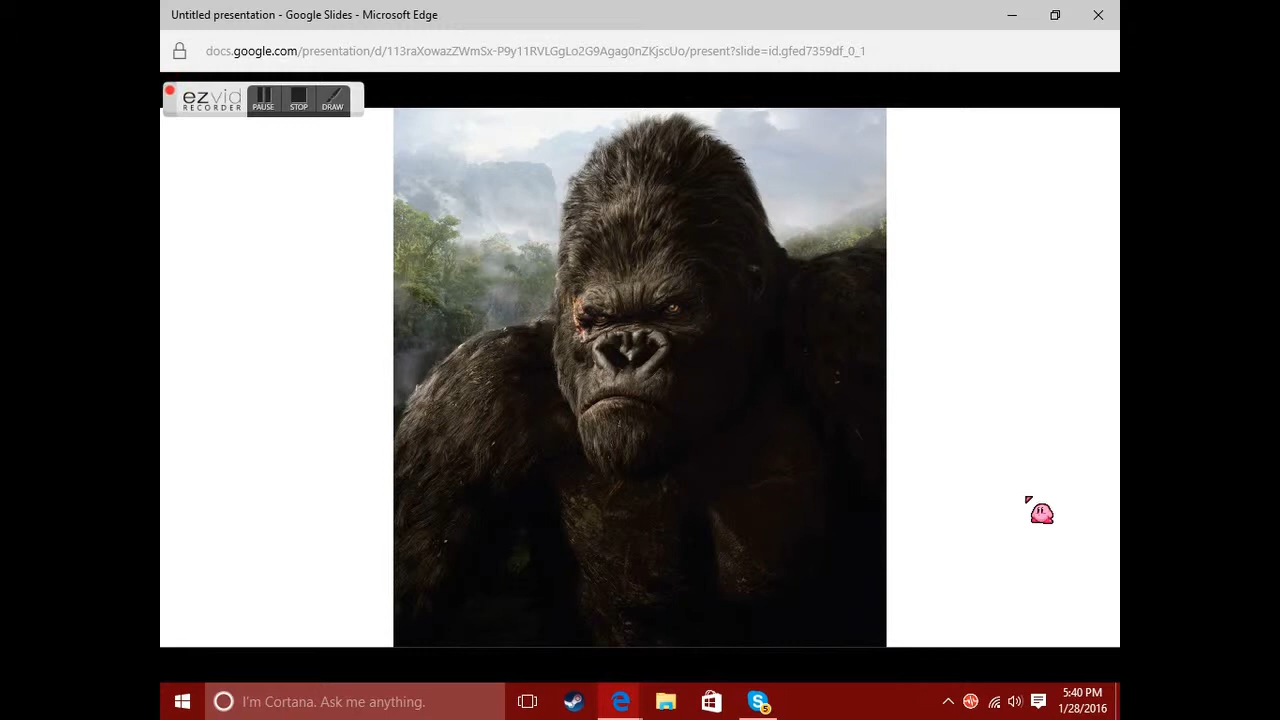 Untitled presentation - Google Slides - Microsoft Edge
docs.google.com/presentation/d/113raXowazZWmSx-P9y11RVLGgLo2G9Agag0nZKjscUo/present?slide=id.gfed7359df_0_1
ezvid
RECORDER
PAUSE
STOP
DRAW
I'm Cortana. Ask me anything.
5
5:40 PM
1/28/2016